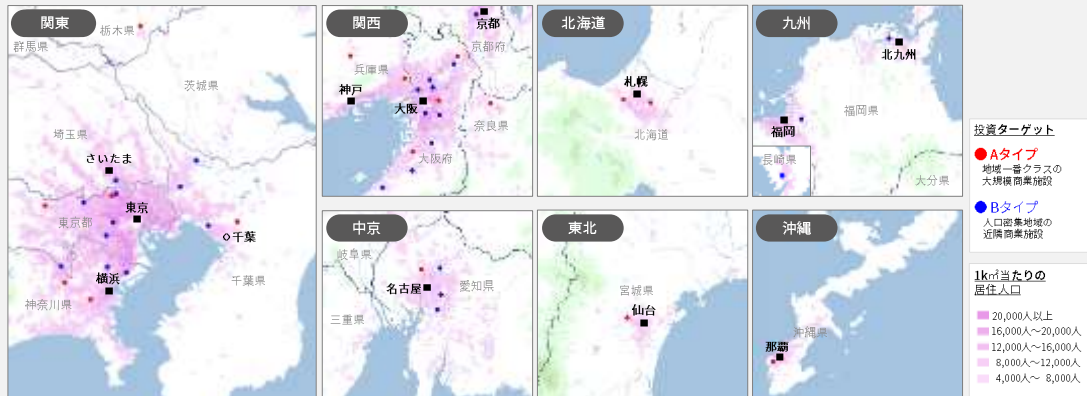 関東
栃木県
群馬県
茨城県
埼玉県
さいたま
東京都
東京
千葉
横浜
千葉県
神奈川県
関西
京都
京都府
兵庫県
神戸
大阪
奈良県
大阪府
北海道
札幌
北海道
九州
北九州
福岡県
福岡
長崎県
大分県
中京
岐阜県
名古屋
愛知県
三重県
東北
宮城県
仙台
沖縄
沖縄県
那覇
投資ターゲット
Aタイプ
地域一番クラスの
大規模商業施設
Bタイプ
人口密集地域の
近隣商業施設
1k㎡当たりの
居住人口
20,000人以上
16,000人～20,000人
12,000人～16,000人
8,000人～12,000人
4,000人～ 8,000人